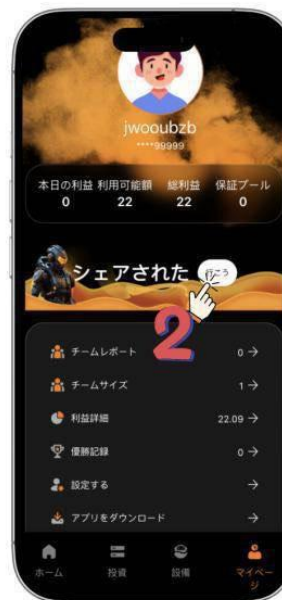 jwooubzb
****99999
本日の利益 利用可能額 総利益 保証プール
0 22 22 0
シェアされた 行こう
2
チームレポート 0 →
チームサイズ 1 →
利益詳細 22.09 →
優勝記録 0 →
設定する →
アプリをダウンロード →
ホーム 投資 設備 マイペー
ジ